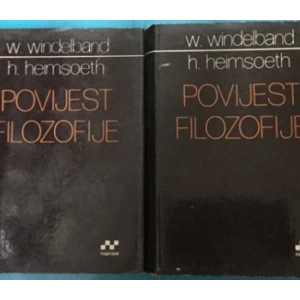 w. windelband
h. heimsoeth
POVIJEST
FILOZOFIJE
w. windelband
h. heimsoeth
POVIJEST
FILOZOFIJE